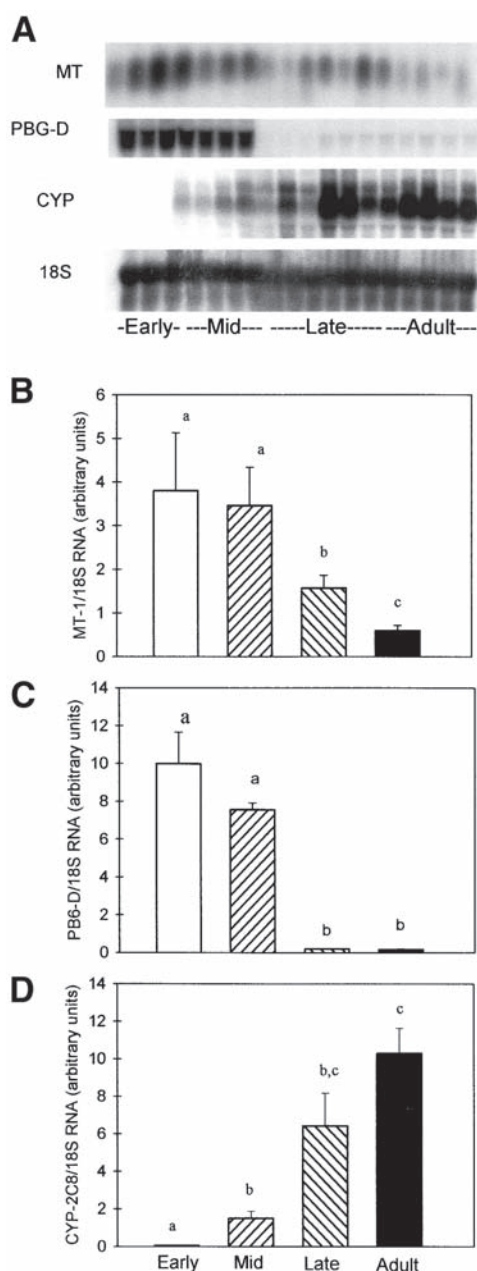 A
MT
PBG-D
CYP
18S
-Early- ---Mid--- -----Late------ ---Adult---
B
MT-1/18S RNA (arbitrary units)
6
5
4
3
2
1
0
a
a
b
c
C
PB6-D/18S RNA (arbitrary units)
14
12
10
8
6
4
2
0
a
a
b
b
D
CYP-2C8/18S RNA (arbitrary units)
14
12
10
8
6
4
2
0
a
b
b,c
c
Early Mid Late Adult